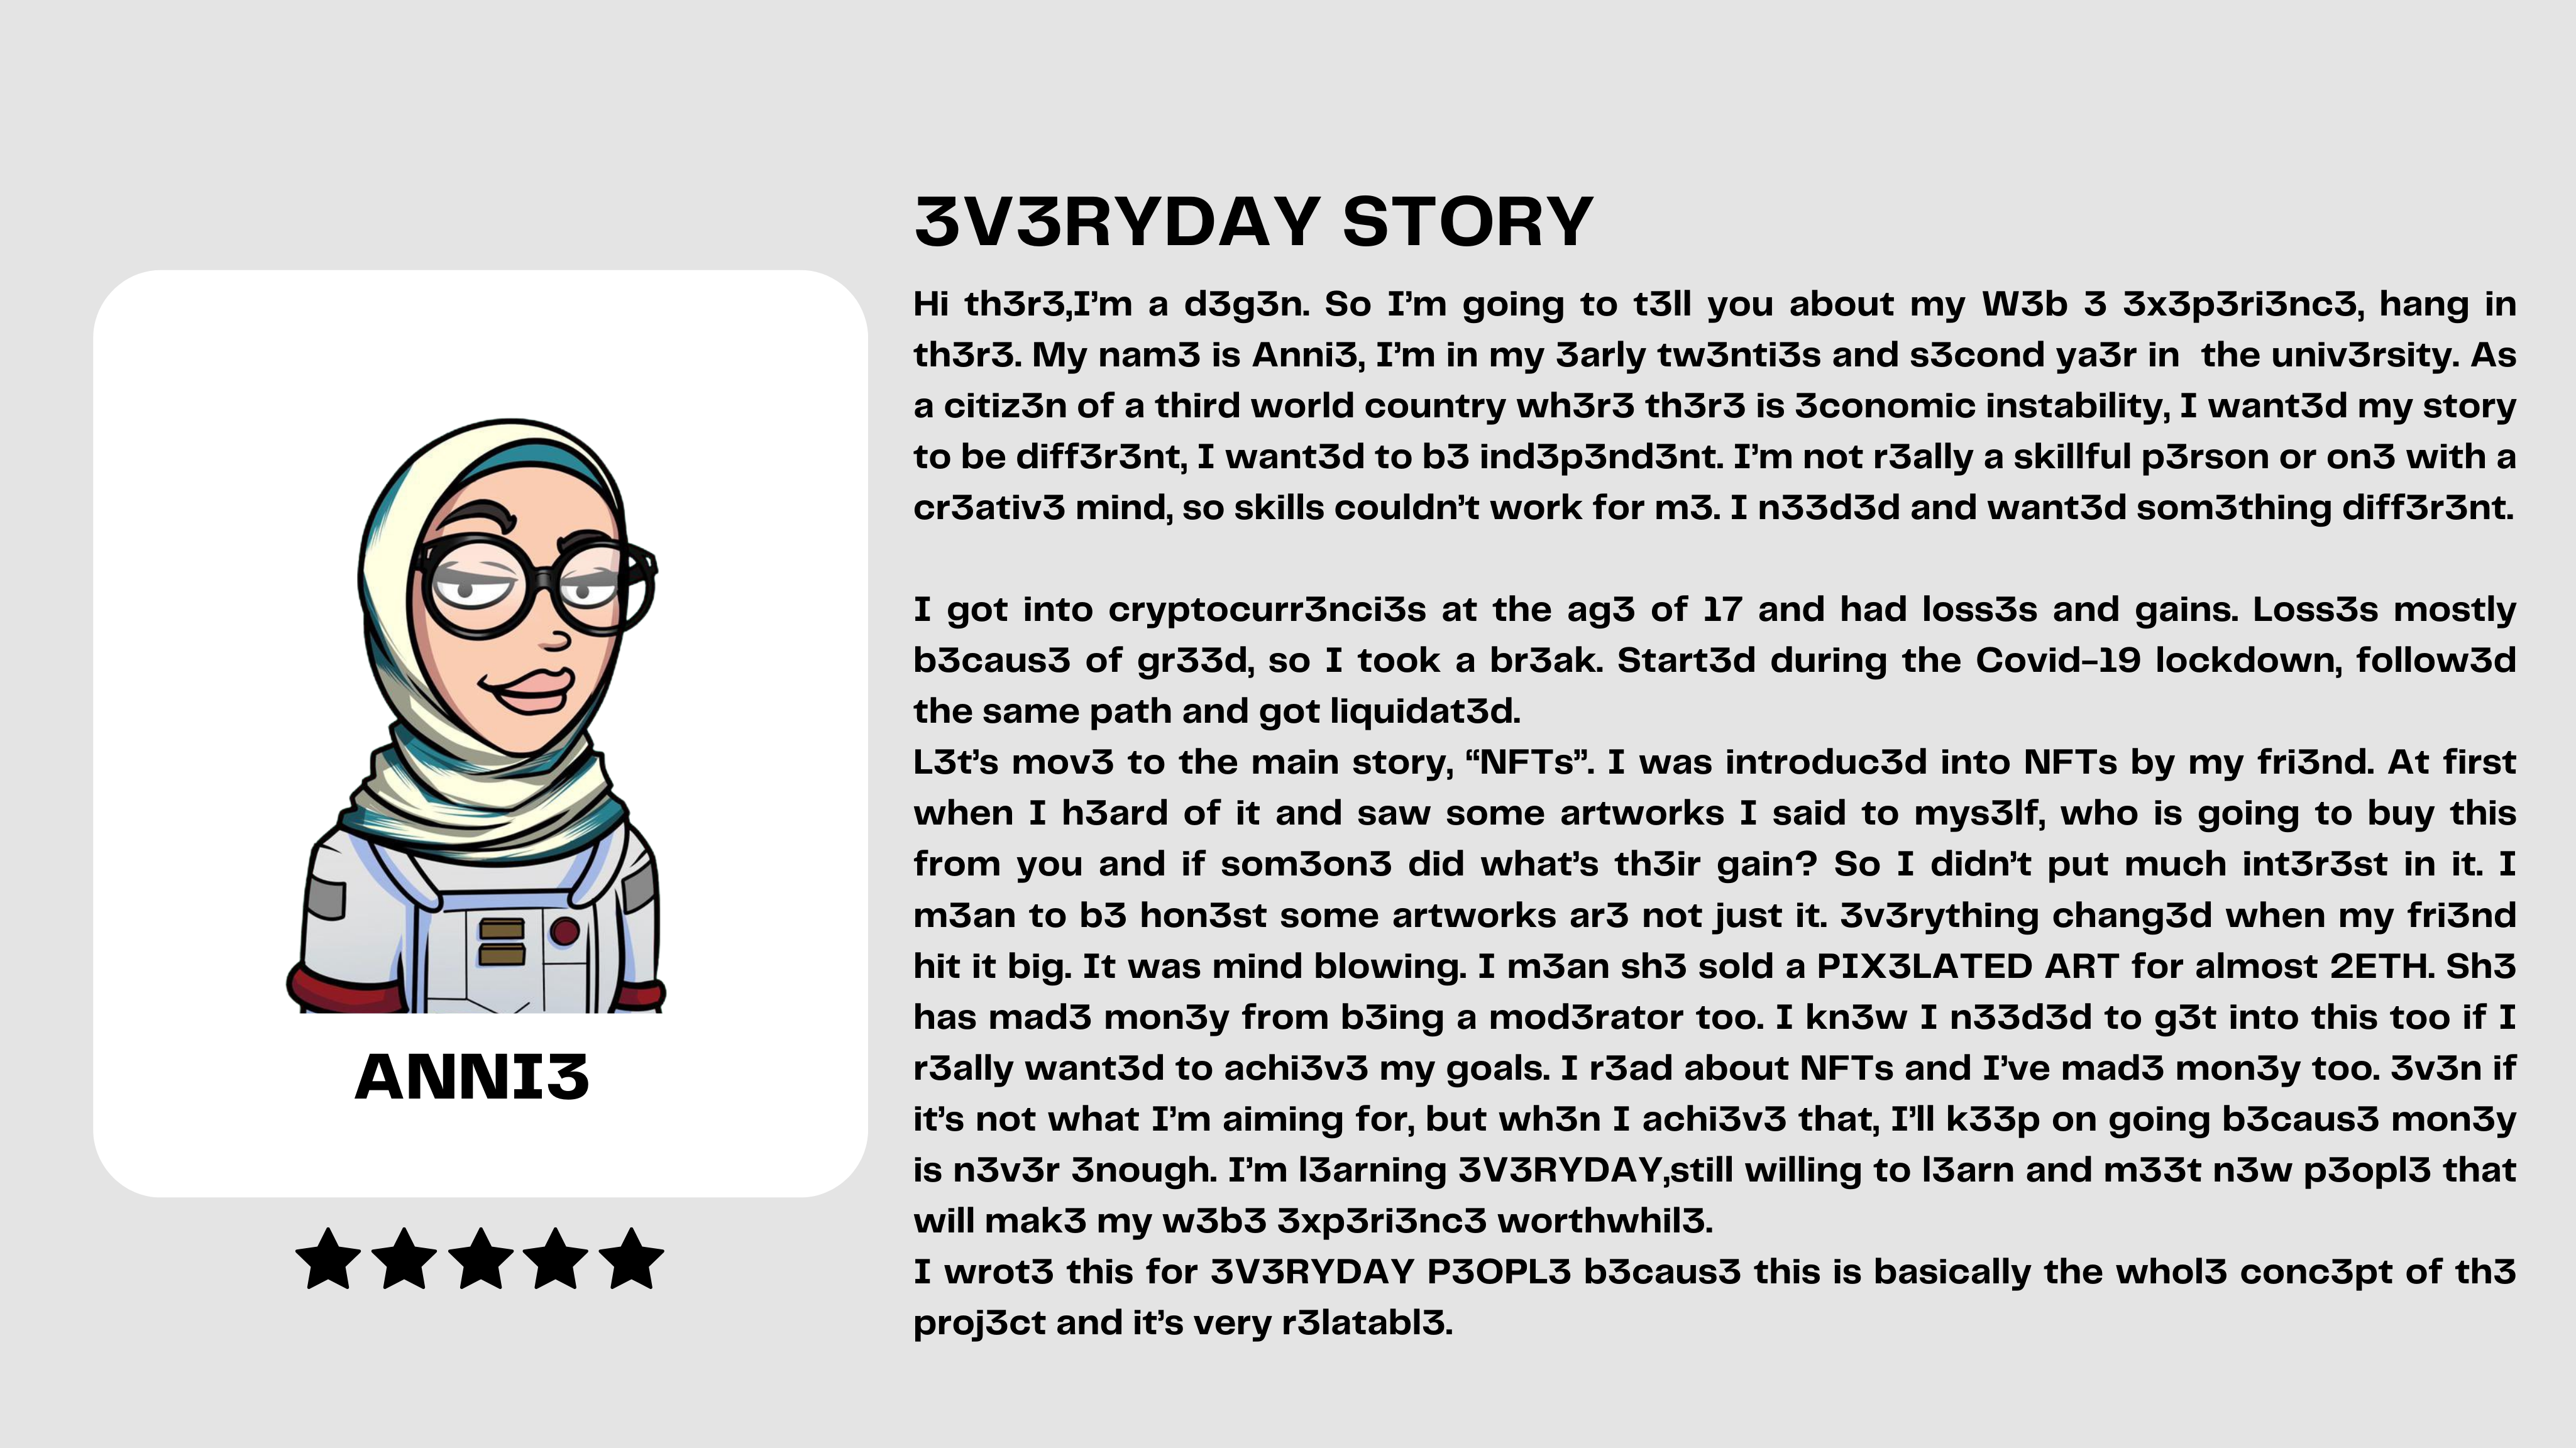 3V3RYDAY STORY
Hi th3r3,I’m a d3g3n. So I’m going to t3ll you about my W3b 3 3x3p3ri3nc3, hang in
th3r3. My nam3 is Anni3, I’m in my 3arly tw3nti3s and s3cond ya3r in  the univ3rsity. As
a citiz3n of a third world country wh3r3 th3r3 is 3conomic instability, I want3d my story
to be diff3r3nt, I want3d to b3 ind3p3nd3nt. I’m not r3ally a skillful p3rson or on3 with a
cr3ativ3 mind, so skills couldn’t work for m3. I n33d3d and want3d som3thing diff3r3nt.
I got into cryptocurr3nci3s at the ag3 of 17 and had loss3s and gains. Loss3s mostly
b3caus3 of gr33d, so I took a br3ak. Start3d during the Covid-19 lockdown, follow3d
the same path and got liquidat3d.
L3t’s mov3 to the main story, “NFTs”. I was introduc3d into NFTs by my fri3nd. At first
when I h3ard of it and saw some artworks I said to mys3lf, who is going to buy this
from you and if som3on3 did what’s th3ir gain? So I didn’t put much int3r3st in it. I
m3an to b3 hon3st some artworks ar3 not just it. 3v3rything chang3d when my fri3nd
hit it big. It was mind blowing. I m3an sh3 sold a PIX3LATED ART for almost 2ETH. Sh3
has mad3 mon3y from b3ing a mod3rator too. I kn3w I n33d3d to g3t into this too if I
r3ally want3d to achi3v3 my goals. I r3ad about NFTs and I’ve mad3 mon3y too. 3v3n if
it’s not what I’m aiming for, but wh3n I achi3v3 that, I’ll k33p on going b3caus3 mon3y
is n3v3r 3nough. I’m l3arning 3V3RYDAY,still willing to l3arn and m33t n3w p3opl3 that
will mak3 my w3b3 3xp3ri3nc3 worthwhil3.
I wrot3 this for 3V3RYDAY P3OPL3 b3caus3 this is basically the whol3 conc3pt of th3
proj3ct and it’s very r3latabl3.
ANNI3